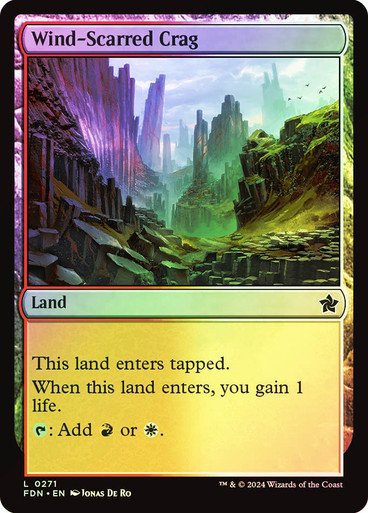 Wind-Scarred Crag
Land
This land enters tapped.
When this land enters, you gain 1
life.
: Add or .
L 0271
FDN • EN Jonas De Ro
™ & © 2024 Wizards of the Coast